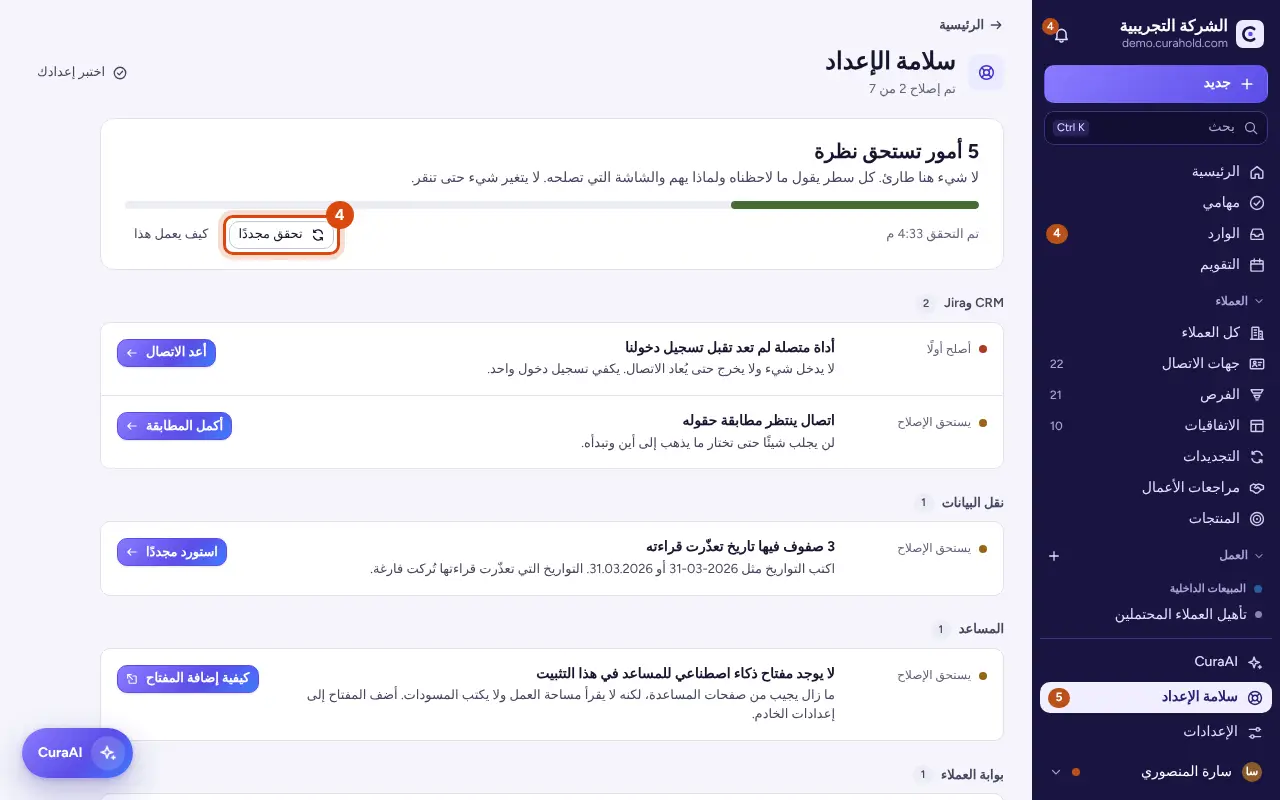 الشركة التجريبية
demo.curahold.com
4
جديد
بحث
Ctrl K
الرئيسية
مهامي
الوارد
4
التقويم
العملاء
كل العملاء
جهات الاتصال
22
الفرص
21
الاتفاقيات
10
التجديدات
مراجعات الأعمال
المنتجات
العمل
المبيعات الداخلية
تأهيل العملاء المحتملين
CuraAI
سلامة الإعداد
5
الإعدادات
سا
سارة المنصوري
الرئيسية
سلامة الإعداد
تم إصلاح 2 من 7
اختبر إعدادك
5 أمور تستحق نظرة
لا شيء هنا طارئ. كل سطر يقول ما لاحظناه ولماذا يهم والشاشة التي تصلحه. لا يتغير شيء حتى تنقر.
تم التحقق 4:33 م
4
تحقق مجددًا
كيف يعمل هذا
CRM وJira
2
أصلح أولًا
أداة متصلة لم تعد تقبل تسجيل دخولنا
لا يدخل شيء ولا يخرج حتى يُعاد الاتصال. يكفي تسجيل دخول واحد.
أعد الاتصال
يستحق الإصلاح
اتصال ينتظر مطابقة حقوله
لن يجلب شيئًا حتى تختار ما يذهب إلى أين وتبدأه.
أكمل المطابقة
نقل البيانات
1
يستحق الإصلاح
3 صفوف فيها تاريخ تعذّرت قراءته
اكتب التواريخ مثل 2026-03-31 أو 31.03.2026. التواريخ التي تعذّرت قراءتها تُركت فارغة.
استورد مجددًا
المساعد
1
يستحق الإصلاح
لا يوجد مفتاح ذكاء اصطناعي للمساعد في هذا التثبيت
ما زال يجيب من صفحات المساعدة، لكنه لا يقرأ مساحة العمل ولا يكتب المسودات. أضف المفتاح إلى
إعدادات الخادم.
كيفية إضافة المفتاح
بوابة العملاء
1
CuraAI